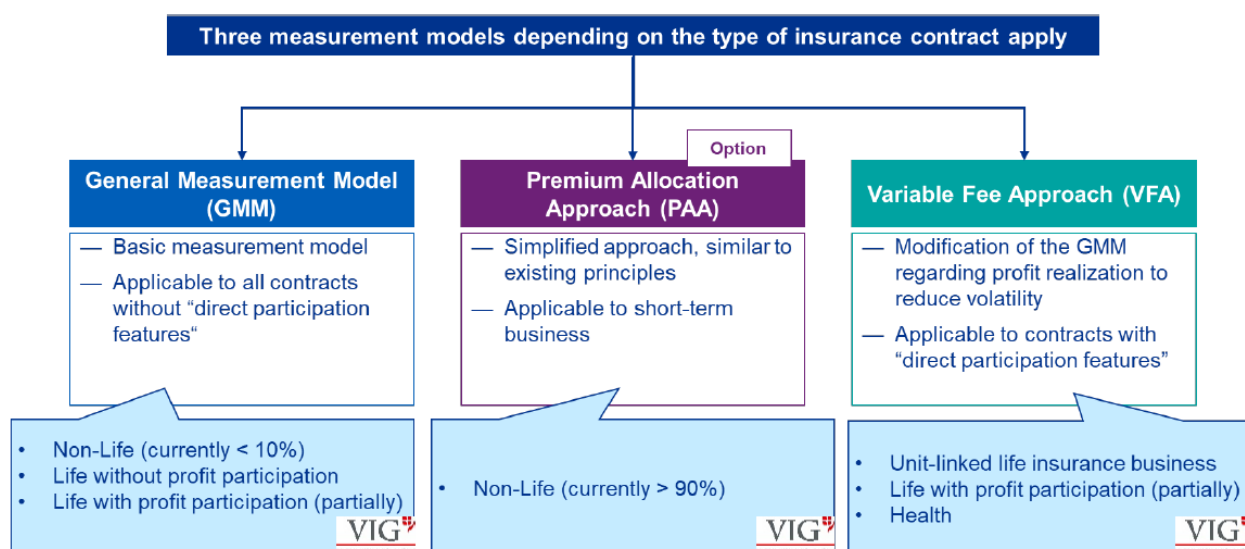 Three measurement models depending on the type of insurance contract apply
Option
General Measurement Model
(GMM)
— Basic measurement model
— Applicable to all contracts
without “direct participation
features“
• Non-Life (currently < 10%)
• Life without profit participation
• Life with profit participation (partially)
VIG
Premium Allocation
Approach (PAA)
— Simplified approach, similar to
existing principles
— Applicable to short-term
business
• Non-Life (currently > 90%)
VIG
Variable Fee Approach (VFA)
— Modification of the GMM
regarding profit realization to
reduce volatility
— Applicable to contracts with
“direct participation features”
• Unit-linked life insurance business
• Life with profit participation (partially)
• Health
VIG